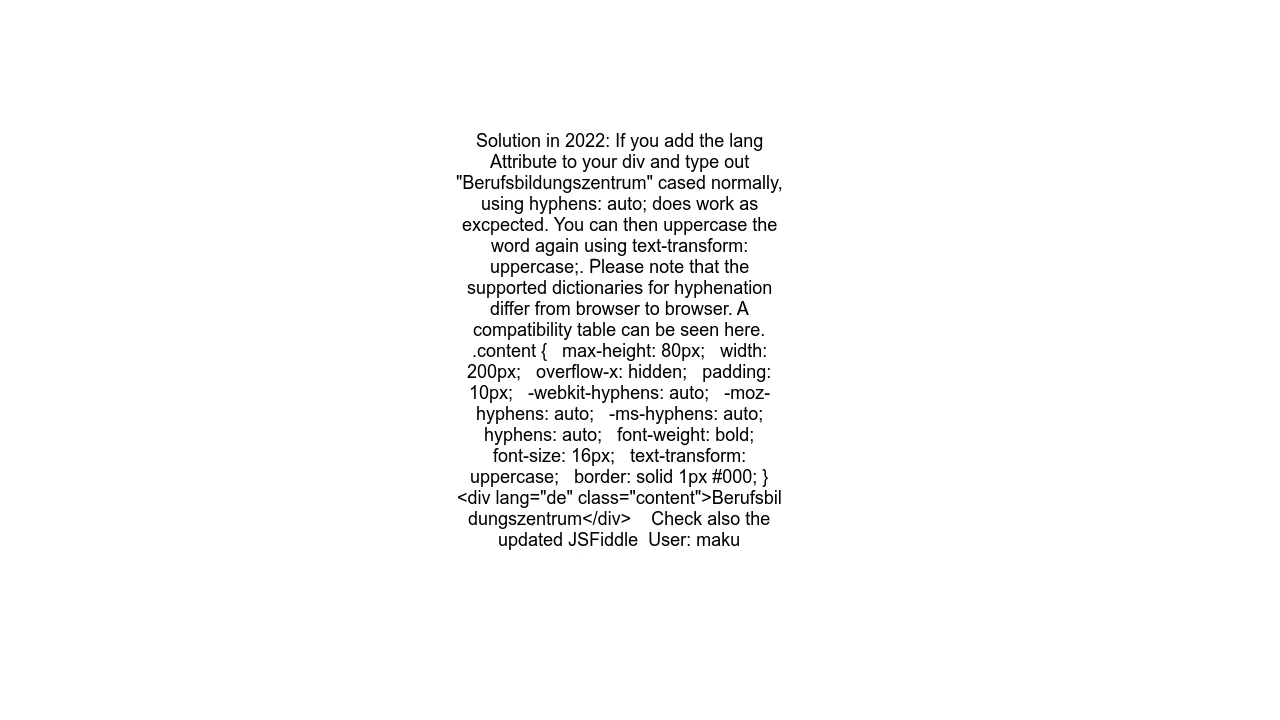 Solution in 2022: If you add the lang
Attribute to your div and type out
"Berufsbildungszentrum" cased normally,
using hyphens: auto; does work as
excpected. You can then uppercase the
word again using text-transform:
uppercase;. Please note that the
supported dictionaries for hyphenation
differ from browser to browser. A
compatibility table can be seen here.
.content {   max-height: 80px;   width:
200px;   overflow-x: hidden;   padding:
10px;   -webkit-hyphens: auto;   -moz-
hyphens: auto;   -ms-hyphens: auto;
hyphens: auto;   font-weight: bold;
font-size: 16px;   text-transform:
uppercase;   border: solid 1px #000; }
<div lang="de" class="content">Berufsbil
dungszentrum</div>    Check also the
updated JSFiddle  User: maku